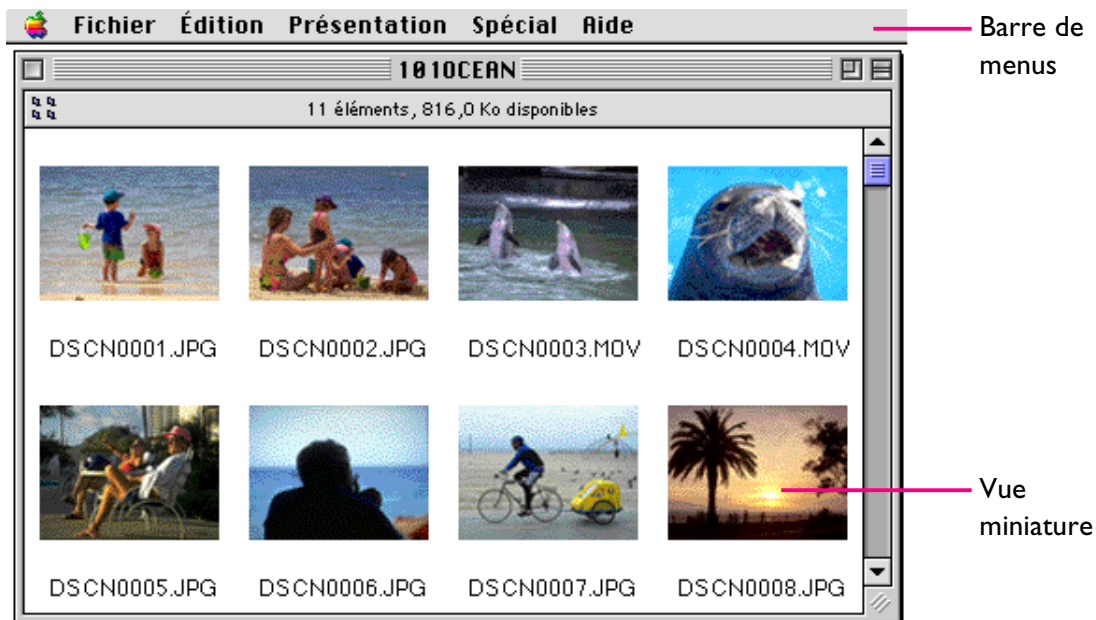 Fichier Édition Présentation Spécial Aide
Barre de
menus
101OCEAN
11 éléments, 816,0 Ko disponibles
DSCN0001.JPG DSCN0002.JPG DSCN0003.MOV DSCN0004.MOV
Vue
miniature
DSCN0005.JPG DSCN0006.JPG DSCN0007.JPG DSCN0008.JPG